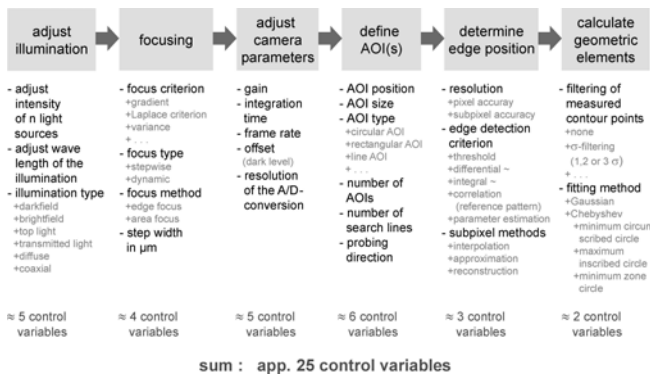 adjust
illumination
focusing
adjust
camera
parameters
define
AOI(s)
determine
edge position
calculate
geometric
elements
- adjust
intensity
of n light
sources
- adjust wave
length of the
illumination
- illumination type
+darkfield
+brightfield
+top light
+transmitted light
+diffuse
+coaxial
≈ 5 control
variables
- focus criterion
+gradient
+Laplace criterion
+variance
+ . . .
- focus type
+stepwise
+dynamic
- focus method
+edge focus
+area focus
- step width
in µm
≈ 4 control
variables
- gain
- integration
time
- frame rate
- offset
(dark level)
- resolution
of the A/D-
conversion
≈ 5 control
variables
- AOI position
- AOI size
- AOI type
+circular AOI
+rectangular AOI
+line AOI
+ . . .
- number of
AOIs
- number of
search lines
- probing
direction
≈ 6 control
variables
- resolution
+pixel accuray
+subpixel accuracy
- edge detection
criterion
+threshold
+differential ~
+integral ~
+correlation
(reference pattern)
+parameter estimation
- subpixel methods
+interpolation
+approximation
+reconstruction
≈ 3 control
variables
- filtering of
measured
contour points
+none
+σ-filtering
(1,2 or 3 σ)
+ . . .
- fitting method
+Gaussian
+Chebyshev
+minimum circum
scribed circle
+maximum
inscribed circle
+minimum zone
circle
≈ 2 control
variables
sum : app. 25 control variables